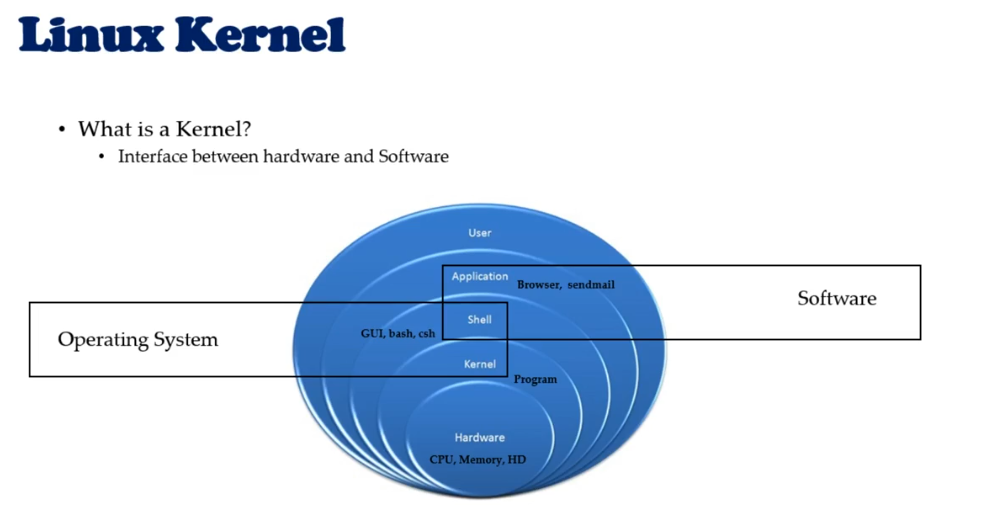 Linux Kernel
• What is a Kernel?
• Interface between hardware and Software
User
Application
Browser, sendmail
Software
Shell
GUI, bash, csh
Operating System
Kernel
Program
Hardware
CPU, Memory, HD